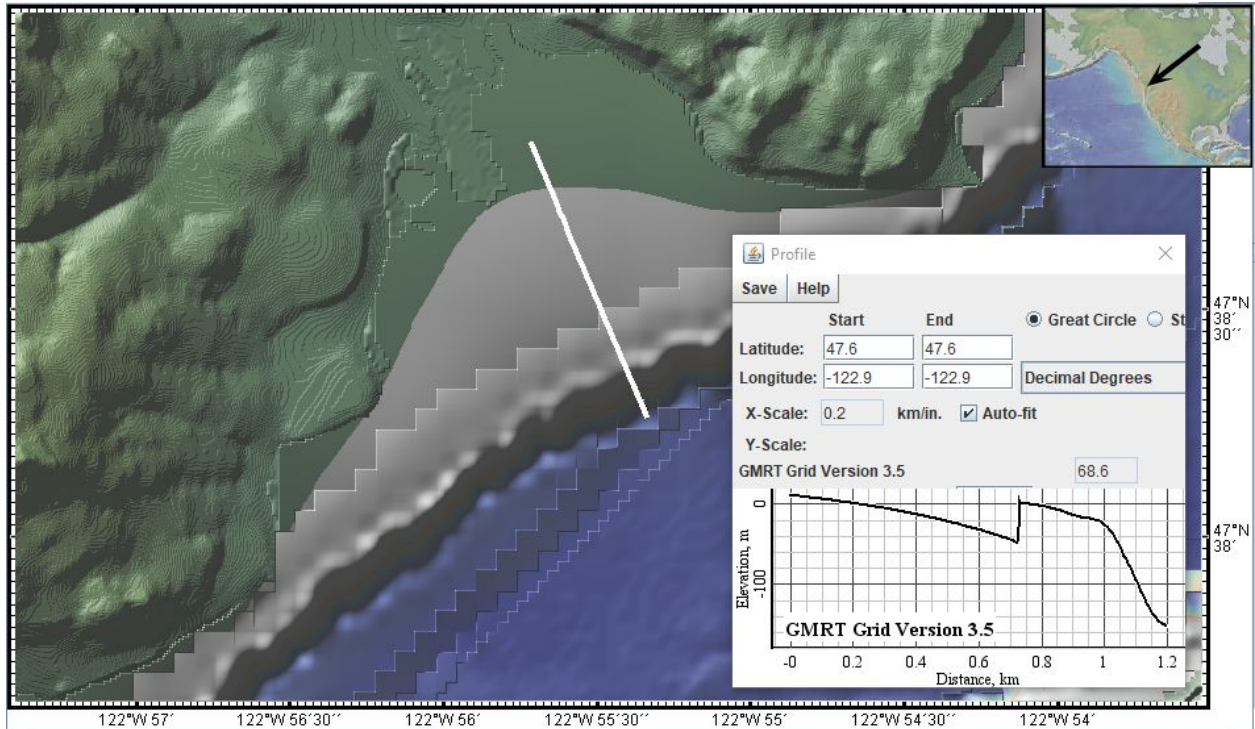 Profile
Save Help
Start End Great Circle St
Latitude: 47.6 47.6
Longitude: -122.9 -122.9 Decimal Degrees
X-Scale: 0.2 km/in. Auto-fit
Y-Scale:
GMRT Grid Version 3.5 68.6
0
-100
Elevation, m
GMRT Grid Version 3.5
-0 0.2 0.4 0.6 0.8 1 1.2
Distance, km
47°N
38´
30´´
47°N
38´
122°W 57´ 122°W 56´30´´ 122°W 56´ 122°W 55´30´´ 122°W 55´ 122°W 54´30´´ 122°W 54´